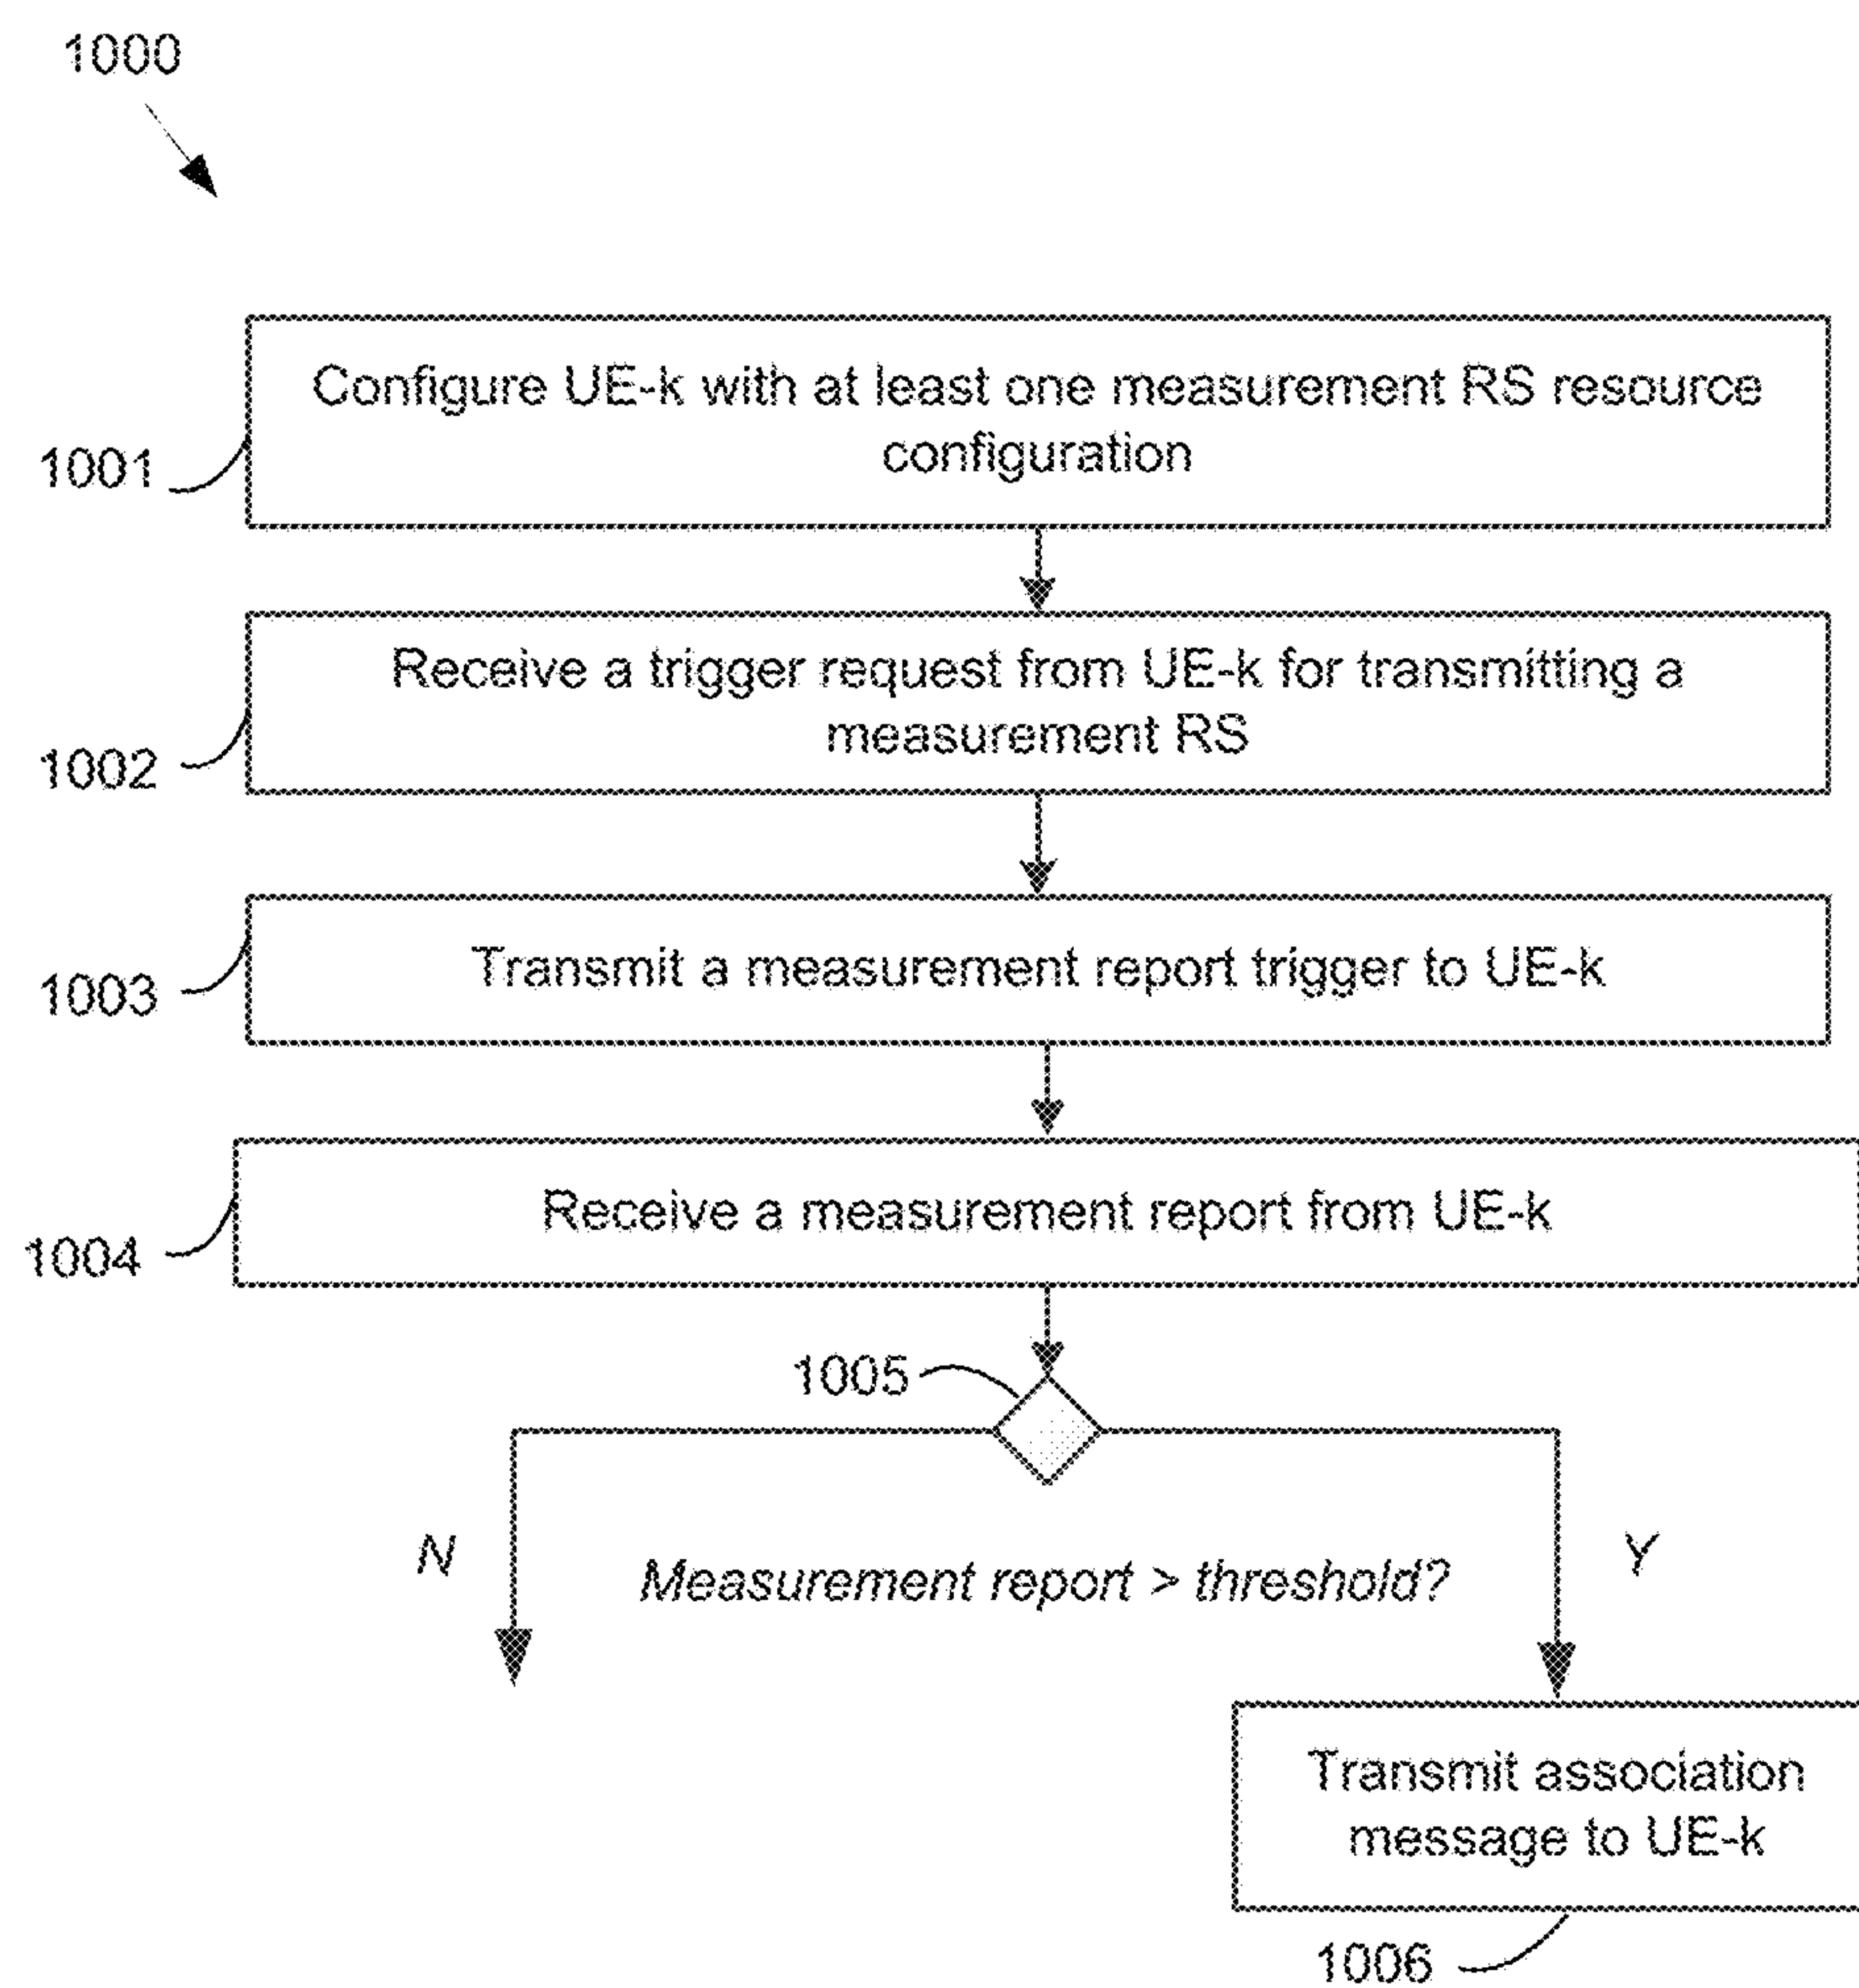 1000
Configure UE-k with at least one measurement RS resource
configuration
1001
Receive a trigger request from UE-k for transmitting a
measurement RS
1002
Transmit a measurement report trigger to UE-k
1003
Receive a measurement report from UE-k
1004
1005
N
Measurement report > threshold?
Y
Transmit association
message to UE-k
1006